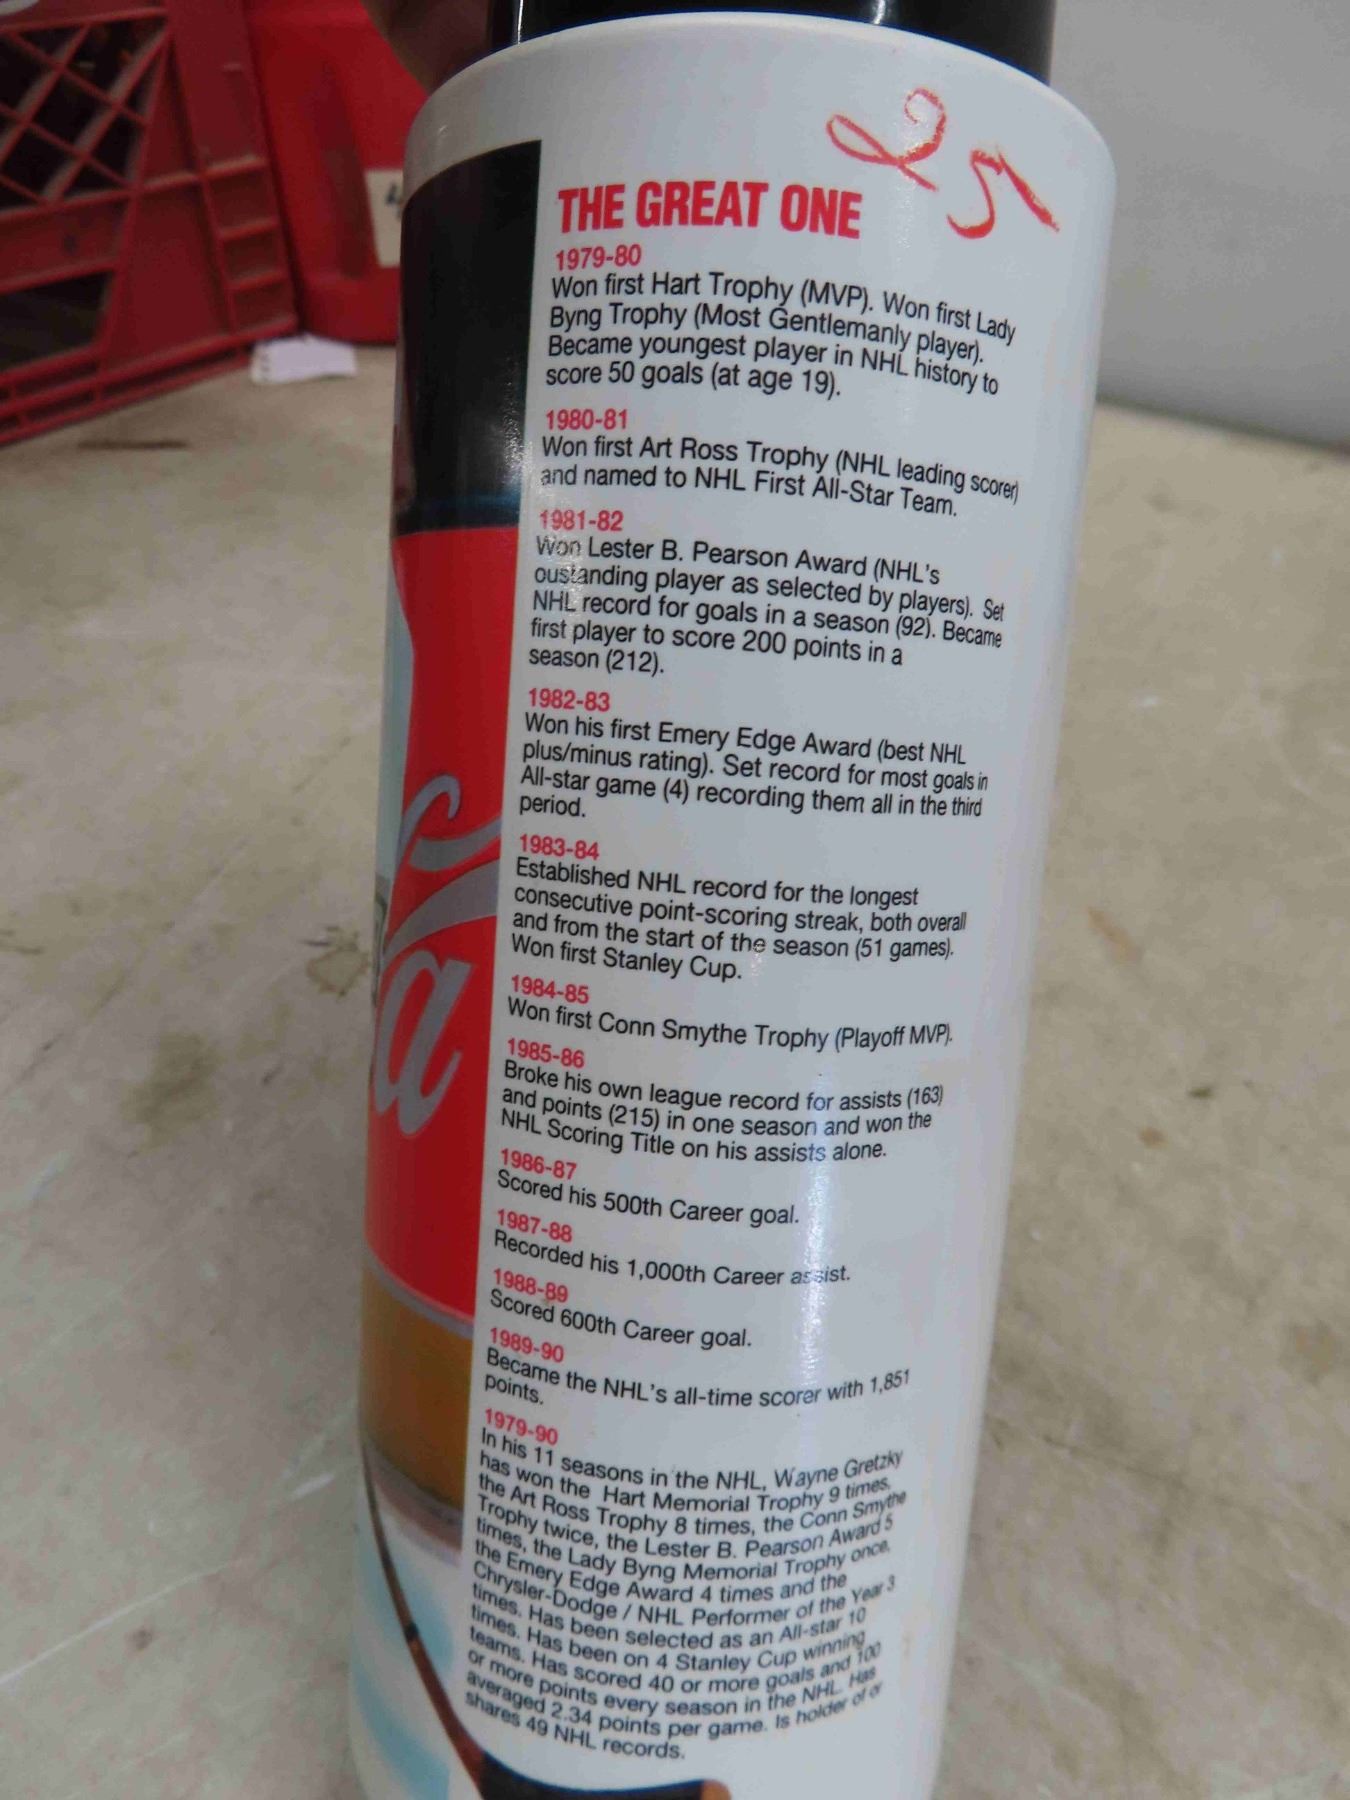 25
THE GREAT ONE
1979-80
Won first Hart Trophy (MVP). Won first Lady
Byng Trophy (Most Gentlemanly player).
Became youngest player in NHL history to
score 50 goals (at age 19).
1980-81
Won first Art Ross Trophy (NHL leading scorer)
and named to NHL First All-Star Team.
1981-82
Won Lester B. Pearson Award (NHL's
oustanding player as selected by players). Set
NHL record for goals in a season (92). Became
first player to score 200 points in a
season (212).
1982-83
Won his first Emery Edge Award (best NHL
plus/minus rating). Set record for most goals in
All-star game (4) recording them all in the third
period.
1983-84
Established NHL record for the longest
consecutive point-scoring streak, both overall
and from the start of the season (51 games).
Won first Stanley Cup.
1984-85
Won first Conn Smythe Trophy (Playoff MVP).
1985-86
Broke his own league record for assists (163)
and points (215) in one season and won the
NHL Scoring Title on his assists alone.
1986-87
Scored his 500th Career goal.
1987-88
Recorded his 1,000th Career assist.
1988-89
Scored 600th Career goal.
1989-90
Became the NHL's all-time scorer with 1,851
points.
1979-90
In his 11 seasons in the NHL, Wayne Gretzky
has won the Hart Memorial Trophy 9 times,
the Art Ross Trophy 8 times, the Conn Smythe
Trophy twice, the Lester B. Pearson Award 5
times, the Lady Byng Memorial Trophy once,
the Emery Edge Award 4 times and the
Chrysler-Dodge / NHL Performer of the Year 3
times. Has been selected as an All-star 10
times. Has been on 4 Stanley Cup winning
teams. Has scored 40 or more goals and 100
or more points every season in the NHL. Has
averaged 2.34 points per game. Is holder of or
shares 49 NHL records.